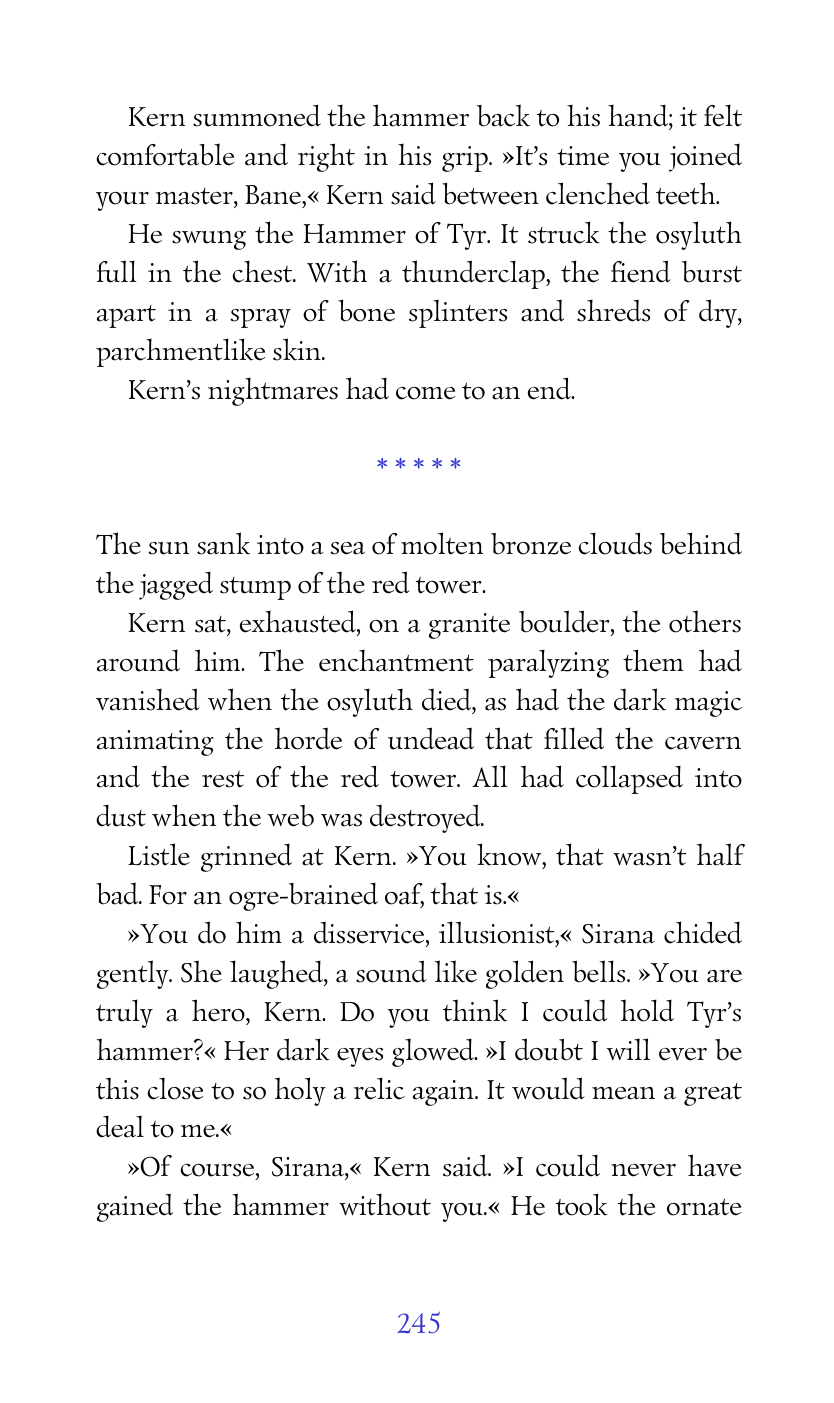 Kern summoned the hammer back to his hand; it felt
comfortable and right in his grip. »It’s time you joined
your master, Bane,« Kern said between clenched teeth.
He swung the Hammer of Tyr. It struck the osyluth
full in the chest. With a thunderclap, the fiend burst
apart in a spray of bone splinters and shreds of dry,
parchmentlike skin.
Kern’s nightmares had come to an end.
* * * * *
The sun sank into a sea of molten bronze clouds behind
the jagged stump of the red tower.
Kern sat, exhausted, on a granite boulder, the others
around him. The enchantment paralyzing them had
vanished when the osyluth died, as had the dark magic
animating the horde of undead that filled the cavern
and the rest of the red tower. All had collapsed into
dust when the web was destroyed.
Listle grinned at Kern. »You know, that wasn’t half
bad. For an ogre-brained oaf, that is.«
»You do him a disservice, illusionist,« Sirana chided
gently. She laughed, a sound like golden bells. »You are
truly a hero, Kern. Do you think I could hold Tyr’s
hammer?« Her dark eyes glowed. »I doubt I will ever be
this close to so holy a relic again. It would mean a great
deal to me.«
»Of course, Sirana,« Kern said. »I could never have
gained the hammer without you.« He took the ornate
245